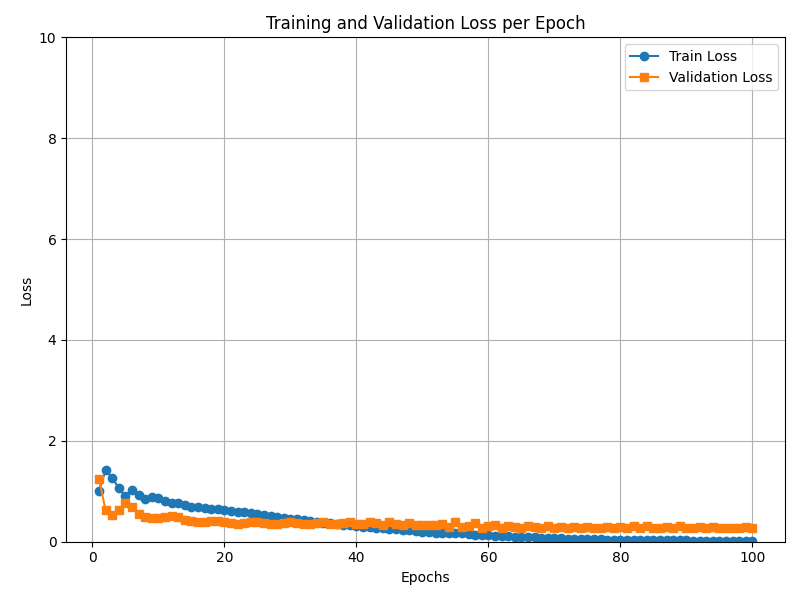 Training and Validation Loss per Epoch
Train Loss
Validation Loss
Loss
10
8
6
4
2
0
0 20 40 60 80 100
Epochs